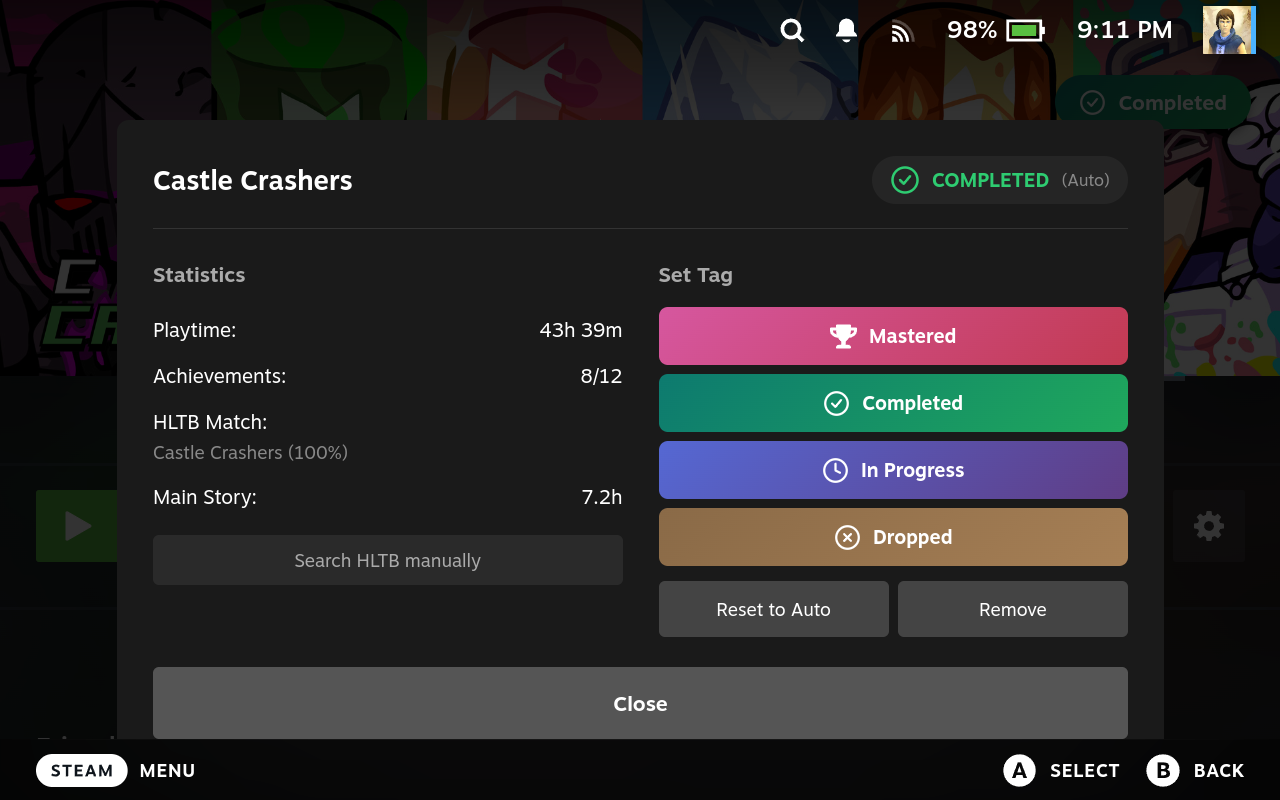 98% 9:11 PM
Completed
Castle Crashers
COMPLETED (Auto)
Statistics
Playtime: 43h 39m
Achievements: 8/12
HLTB Match:
Castle Crashers (100%)
Main Story: 7.2h
Search HLTB manually
Set Tag
Mastered
Completed
In Progress
Dropped
Reset to Auto Remove
Close
STEAM MENU
A SELECT B BACK